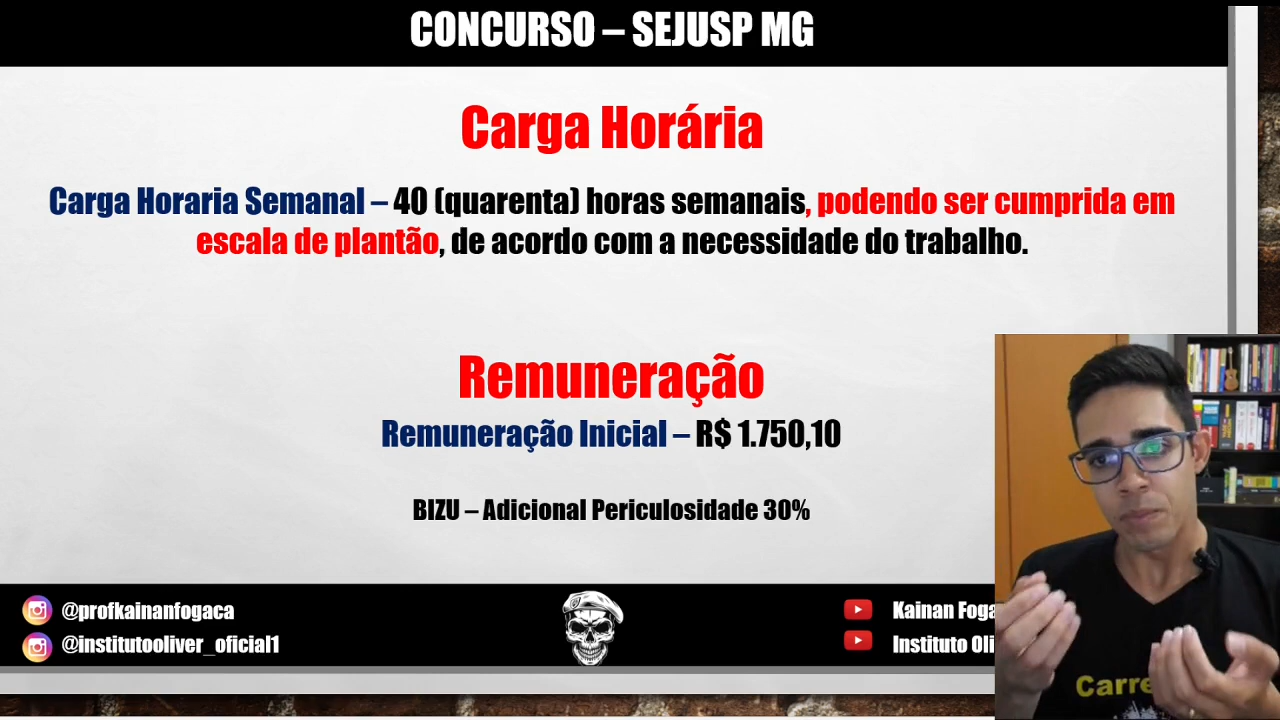 CONCURSO – SEJUSP MG
Carga Horária
Carga Horaria Semanal – 40 (quarenta) horas semanais, podendo ser cumprida em
escala de plantão, de acordo com a necessidade do trabalho.
Remuneração
Remuneração Inicial – R$ 1.750,10
BIZU – Adicional Periculosidade 30%
@profkainanfogaca
Kainan Foga
@institutooliver_oficial1
Instituto Oli
Carre